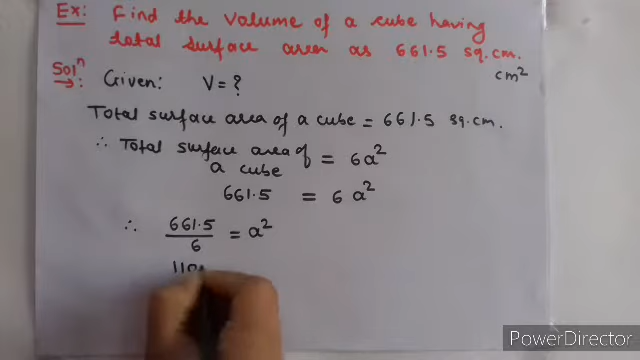 Ex: Find the volume of a cube having
total surface area as 661.5 sq.cm.
Solⁿ: Given: V = ? cm²
Total surface area of a cube = 661.5 sq.cm.
∴ Total surface area of a cube = 6a²
661.5 = 6 a²
∴ 661.5/6 = a²
110
PowerDirector